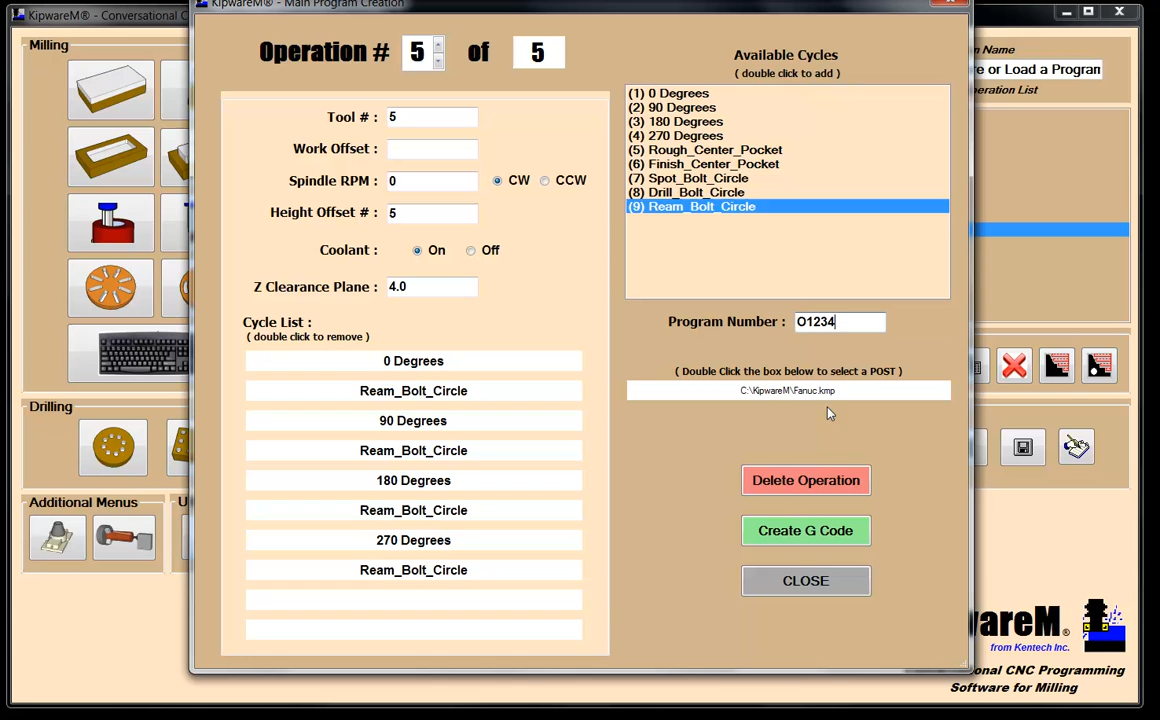 KipwareM® - Conversational C
KipwareM® - Main Program Creation
Milling
Drilling
Additional Menus
U
Operation # 5 of 5
Tool # : 5
Work Offset :
Spindle RPM : 0 CW CCW
Height Offset # : 5
Coolant : On Off
Z Clearance Plane : 4.0
Cycle List :
( double click to remove )
0 Degrees
Ream_Bolt_Circle
90 Degrees
Ream_Bolt_Circle
180 Degrees
Ream_Bolt_Circle
270 Degrees
Ream_Bolt_Circle
Available Cycles
( double click to add )
(1) 0 Degrees
(2) 90 Degrees
(3) 180 Degrees
(4) 270 Degrees
(5) Rough_Center_Pocket
(6) Finish_Center_Pocket
(7) Spot_Bolt_Circle
(8) Drill_Bolt_Circle
(9) Ream_Bolt_Circle
Program Number : O1234
( Double Click the box below to select a POST )
C:\KipwareM\Fanuc.kmp
Delete Operation
Create G Code
CLOSE
n Name
e or Load a Program
eration List
wareM®
from Kentech Inc.
onal CNC Programming
Software for Milling